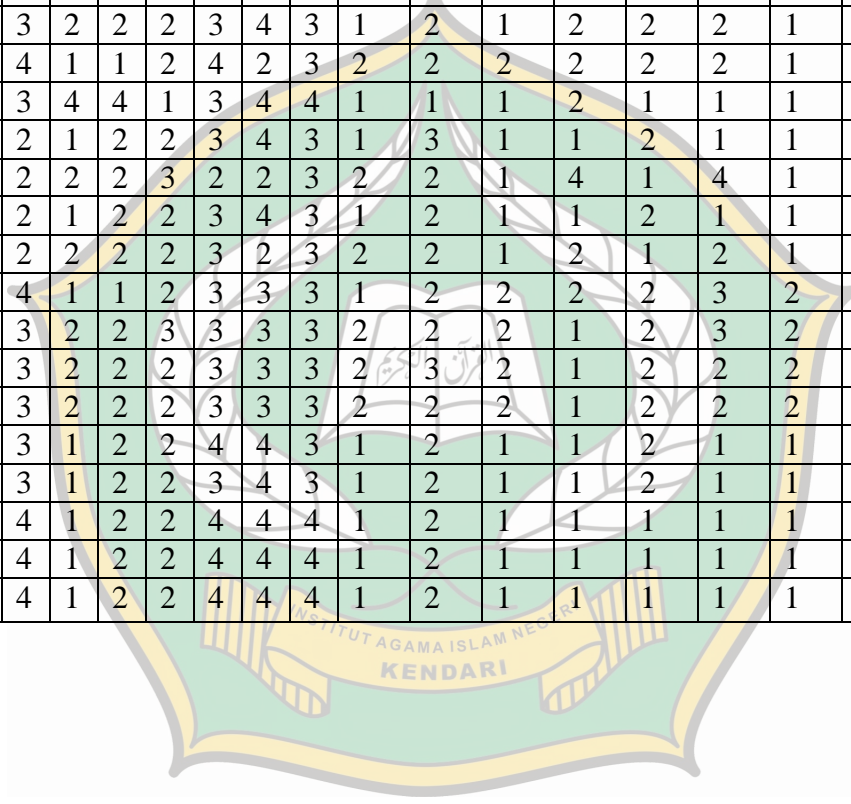 3 2 2 2 3 4 3 1 2 1 2 2 2 1
4 1 1 2 4 2 3 2 2 2 2 2 2 1
3 4 4 1 3 4 4 1 1 1 2 1 1 1
2 1 2 2 3 4 3 1 3 1 1 2 1 1
2 2 2 3 2 2 3 2 2 1 4 1 4 1
2 1 2 2 3 4 3 1 2 1 1 2 1 1
2 2 2 2 3 2 3 2 2 1 2 1 2 1
4 1 1 2 3 3 3 1 2 2 2 2 3 2
3 2 2 3 3 3 3 2 2 2 1 2 3 2
3 2 2 2 3 3 3 2 3 2 1 2 2 2
3 2 2 2 3 3 3 2 2 2 1 2 2 2
3 1 2 2 4 4 3 1 2 1 1 2 1 1
3 1 2 2 3 4 3 1 2 1 1 2 1 1
4 1 2 2 4 4 4 1 2 1 1 1 1 1
4 1 2 2 4 4 4 1 2 1 1 1 1 1
4 1 2 2 4 4 4 1 2 1 1 1 1 1
القرآن الكريم
INSTITUT AGAMA ISLAM NEGERI
KENDARI